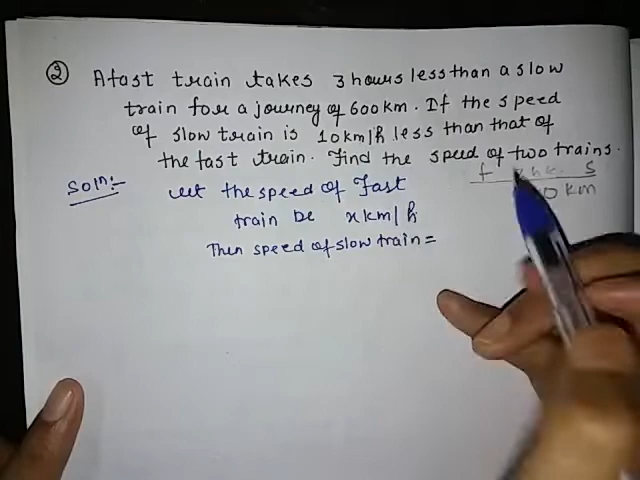 ② A fast train takes 3 hours less than a slow
train for a journey of 600 km. If the speed
of slow train is 10 km/h less than that of
the fast train. Find the speed of two trains.
f S
Soln:- Let the speed of Fast
0 km
train be x km/h
Then speed of slow train =